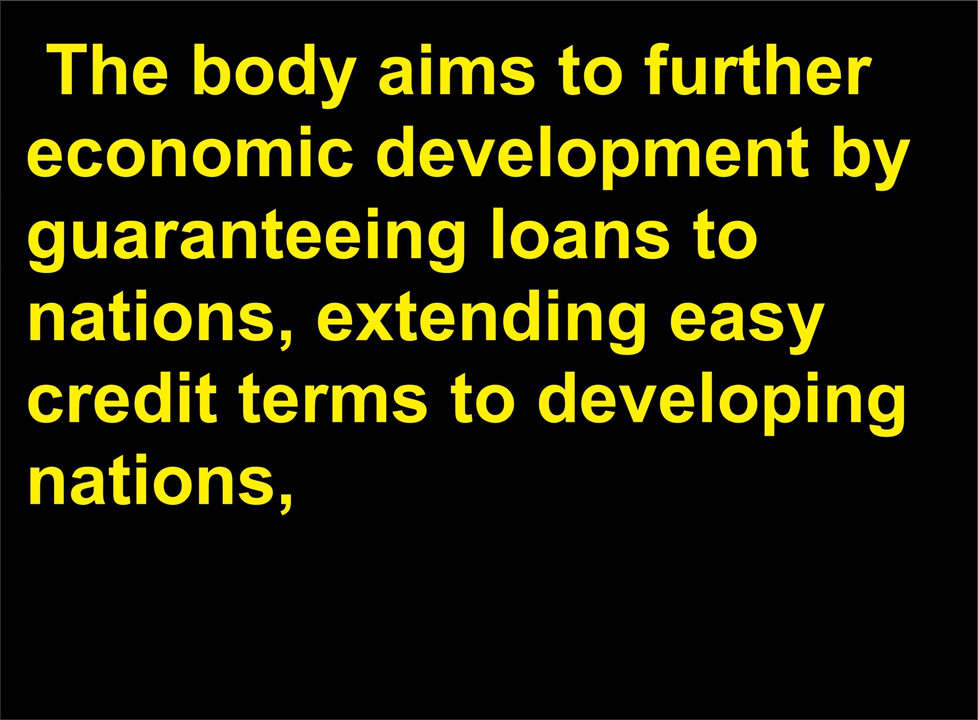 The body aims to further
economic development by
guaranteeing loans to
nations, extending easy
credit terms to developing
nations,